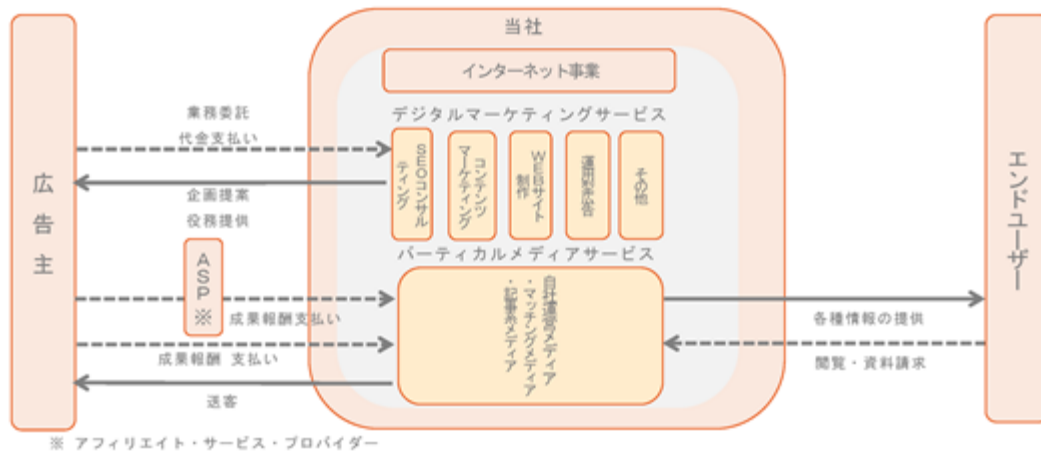 当社
インターネット事業
デジタルマーケティングサービス
業務委託
代金支払い
企画提案
役務提供
SEOコンサル
ティング
コンテンツ
マーケティング
WEBサイト
制作
運用型広告
その他
広告主
エンドユーザー
バーティカルメディアサービス
ASP※
成果報酬支払い
成果報酬 支払い
送客
自社運営メディア
・マッチングメディア
・記事系メディア
各種情報の提供
閲覧・資料請求
※ アフィリエイト・サービス・プロバイダー